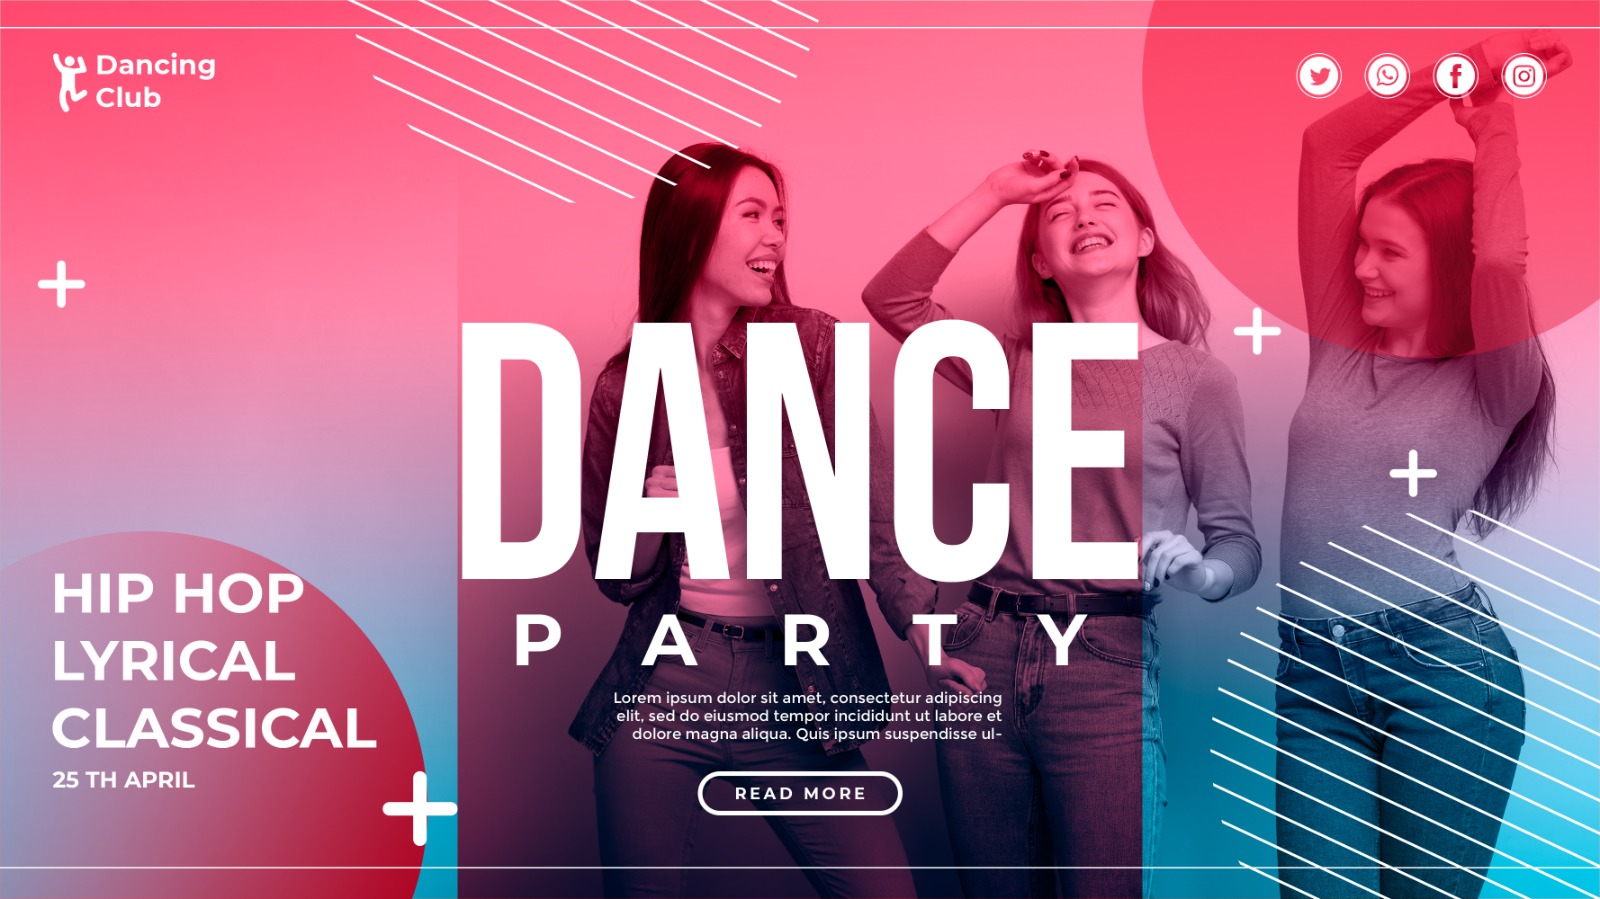 Dancing
Club
DANCE
PARTY
Lorem ipsum dolor sit amet, consectetur adipiscing
elit, sed do eiusmod tempor incididunt ut labore et
dolore magna aliqua. Quis ipsum suspendisse ul-
READ MORE
HIP HOP
LYRICAL
CLASSICAL
25 TH APRIL